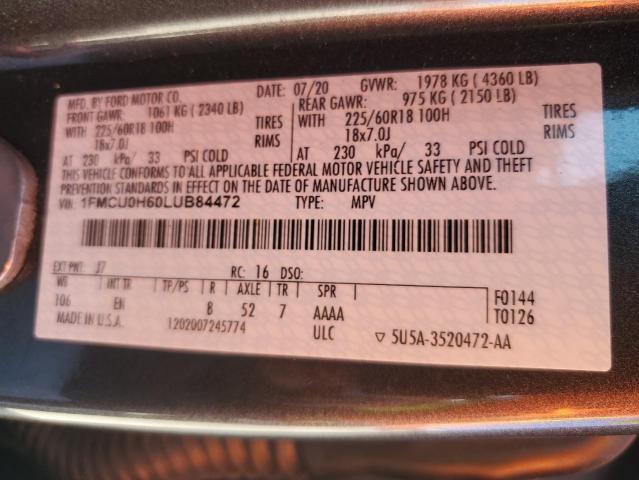 MFD. BY FORD MOTOR CO. DATE: 07/20 GVWR: 1978 KG ( 4360 LB)
FRONT GAWR: 1061 KG ( 2340 LB) REAR GAWR: 975 KG ( 2150 LB)
WITH 225/60R18 100H TIRES WITH 225/60R18 100H TIRES
18x7.0J RIMS 18x7.0J RIMS
AT 230 kPa/ 33 PSI COLD AT 230 kPa/ 33 PSI COLD
THIS VEHICLE CONFORMS TO ALL APPLICABLE FEDERAL MOTOR VEHICLE SAFETY AND THEFT
PREVENTION STANDARDS IN EFFECT ON THE DATE OF MANUFACTURE SHOWN ABOVE.
VIN: 1FMCU0H60LUB84472 TYPE: MPV
EXT PNT: J7 RC: 16 DSO:
WB INT TR TP/PS R AXLE TR SPR
106 EN 8 52 7 AAAA F0144
T0126
MADE IN U.S.A. 1202007245774 ULC ▽ 5U5A-3520472-AA